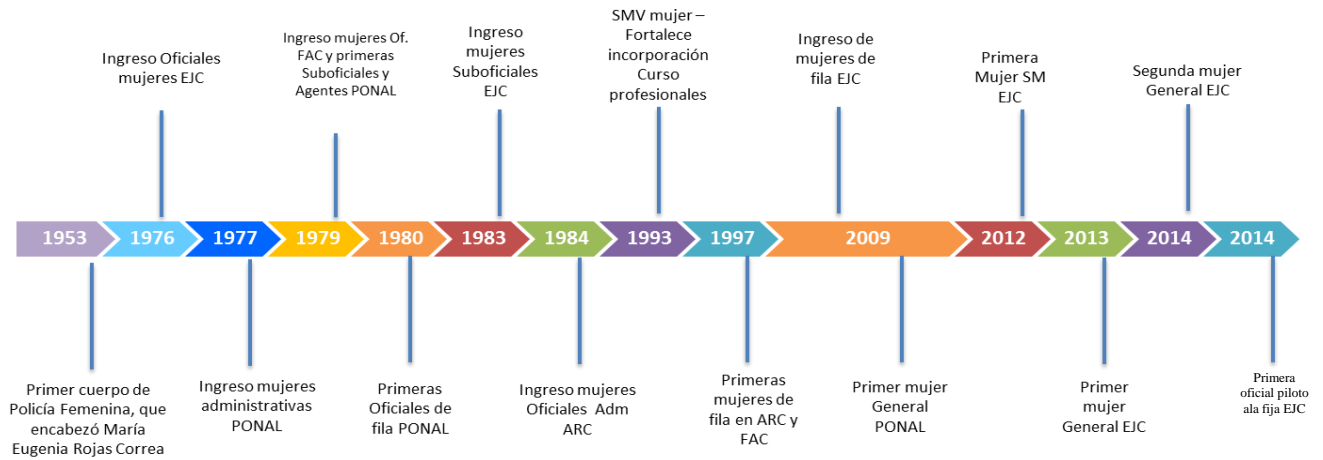 Ingreso Oficiales
mujeres EJC
Ingreso mujeres Of.
FAC y primeras
Suboficiales y
Agentes PONAL
Ingreso
mujeres
Suboficiales
EJC
SMV mujer –
Fortalece
incorporación
Curso
profesionales
Ingreso de
mujeres de
fila EJC
Primera
Mujer SM
EJC
Segunda mujer
General EJC
1953
1976
1977
1979
1980
1983
1984
1993
1997
2009
2012
2013
2014
2014
Primer cuerpo de
Policía Femenina, que
encabezó María
Eugenia Rojas Correa
Ingreso mujeres
administrativas
PONAL
Primeras
Oficiales de
fila PONAL
Ingreso mujeres
Oficiales Adm
ARC
Primeras
mujeres de
fila en ARC y
FAC
Primer mujer
General
PONAL
Primer
mujer
General EJC
Primera
oficial piloto
ala fija EJC